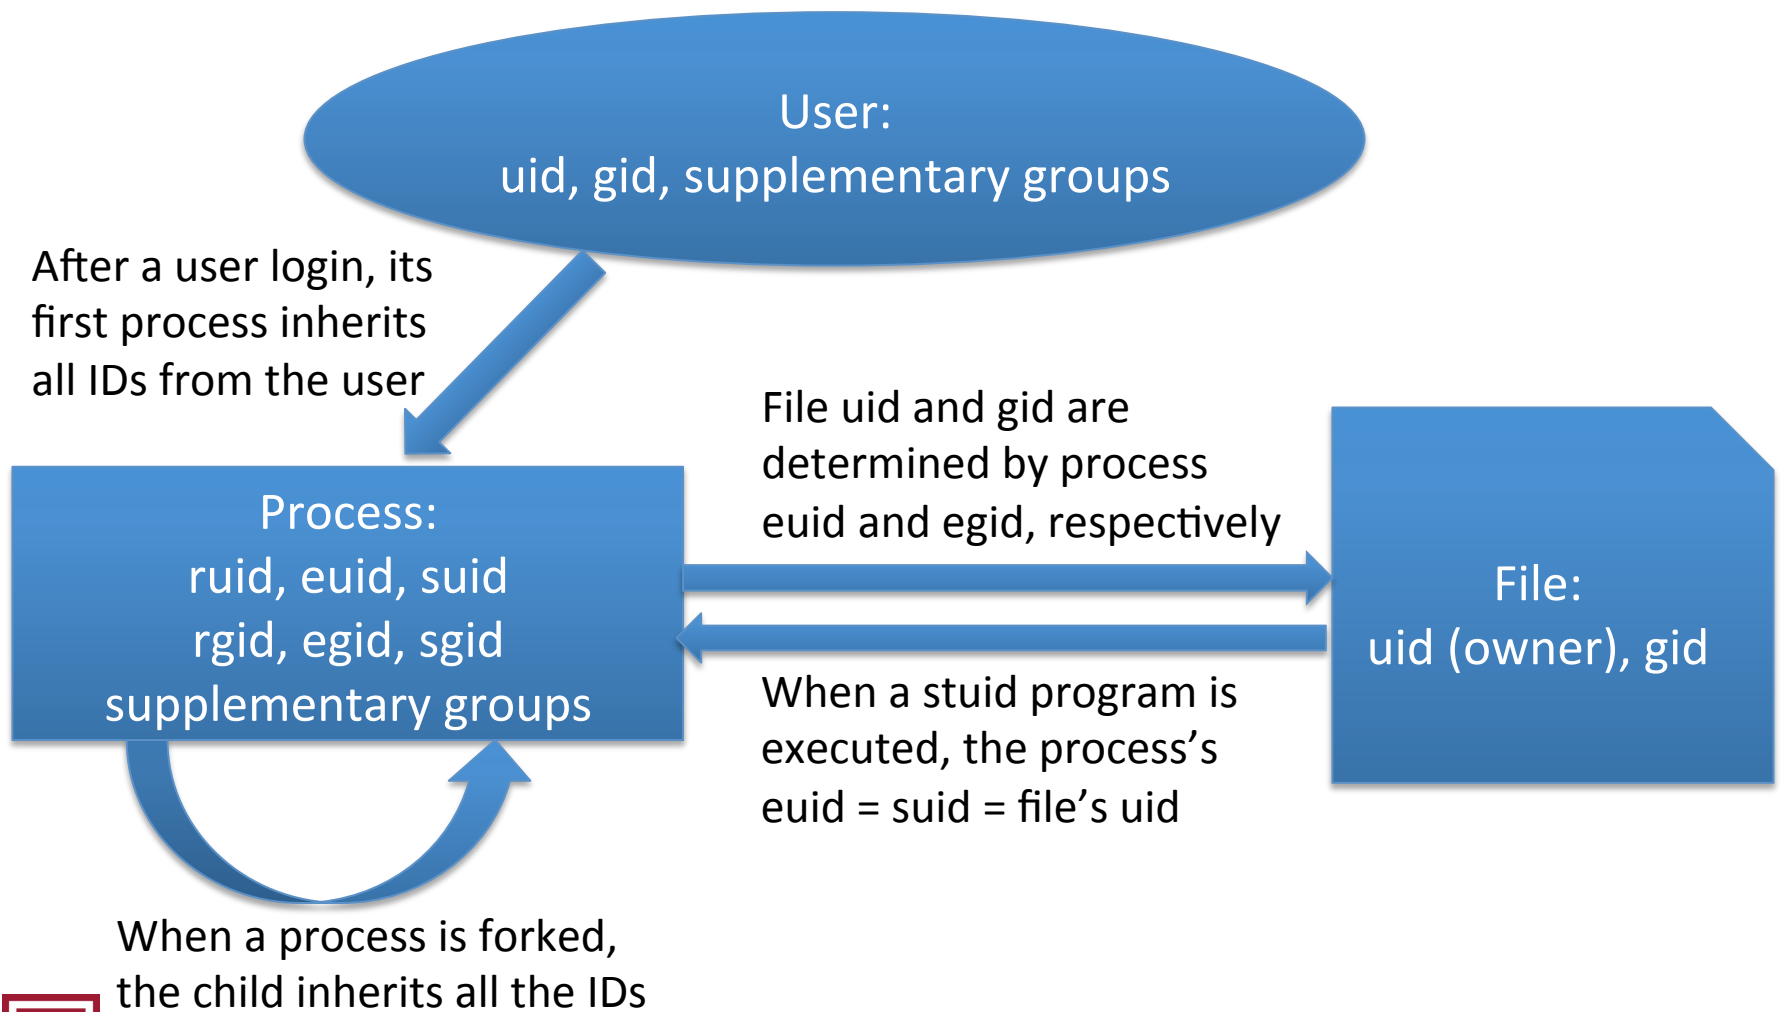 User:
uid, gid, supplementary groups
After a user login, its
first process inherits
all IDs from the user
File uid and gid are
determined by process
euid and egid, respectively
Process:
ruid, euid, suid
rgid, egid, sgid
supplementary groups
File:
uid (owner), gid
When a stuid program is
executed, the process’s
euid = suid = file’s uid
When a process is forked,
the child inherits all the IDs